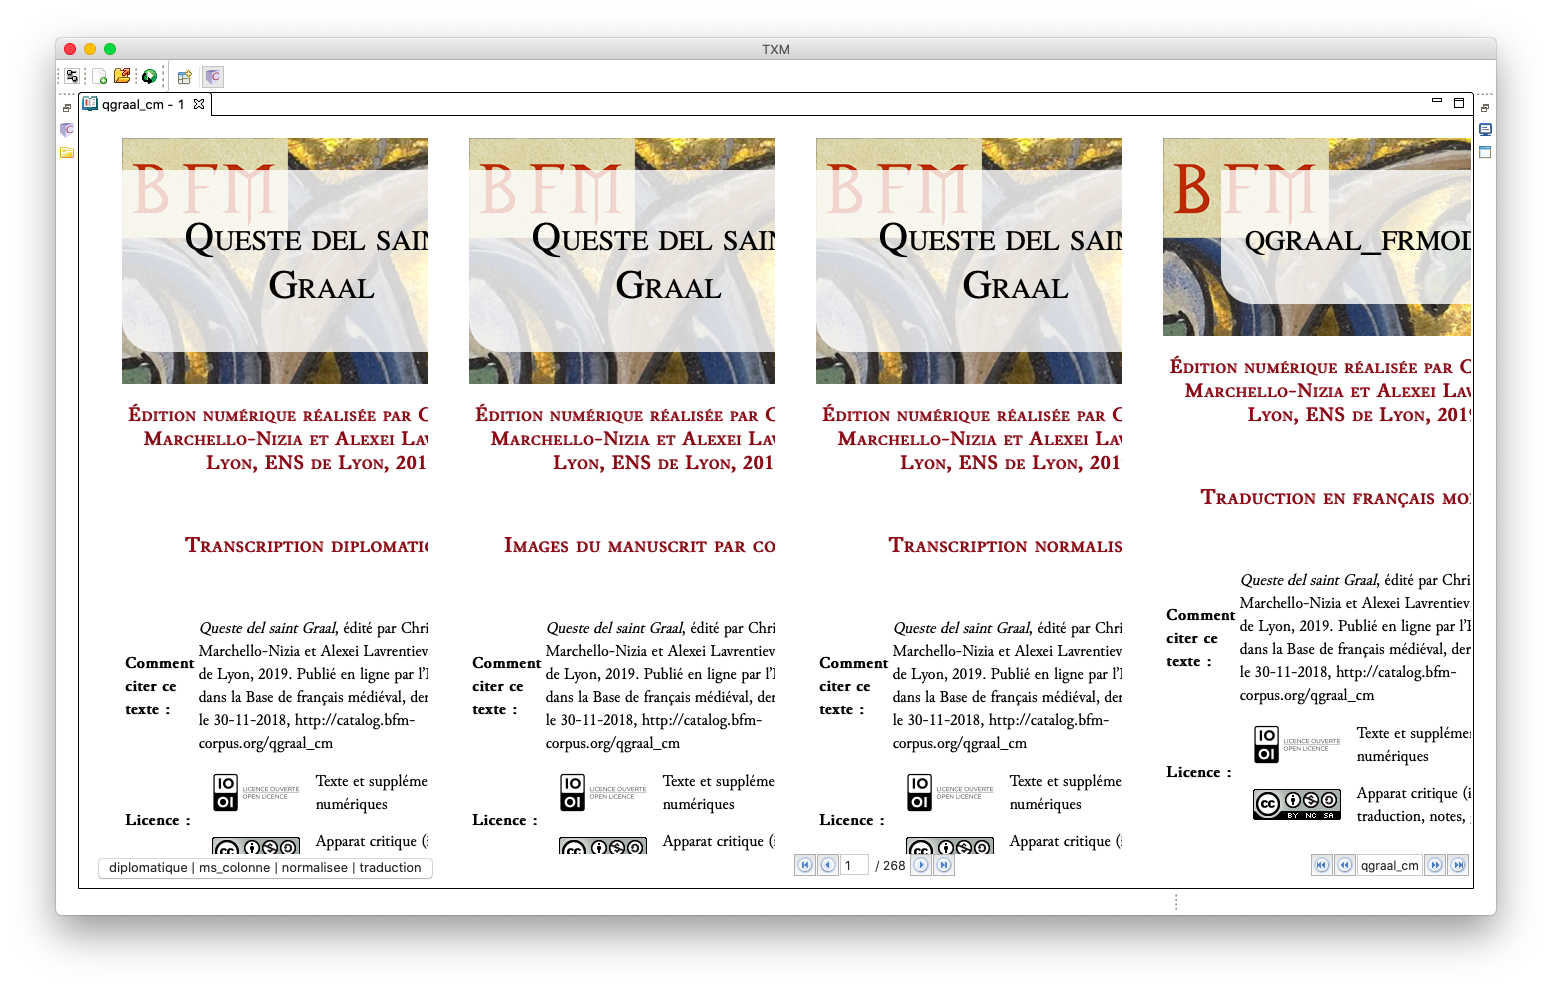 TXM
qgraal_cm - 1
BFM
Queste del sain
Graal
Édition numérique réalisée par C
Marchello-Nizia et Alexei Lav
Lyon, ENS de Lyon, 201
Transcription diplomatiq
Queste del saint Graal, édité par Chri
Marchello-Nizia et Alexei Lavrentiev
de Lyon, 2019. Publié en ligne par l'I
dans la Base de français médiéval, der
le 30-11-2018, http://catalog.bfm-
corpus.org/qgraal_cm
Comment
citer ce
texte :
LICENCE OUVERTE
OPEN LICENCE
Texte et suppléme
numériques
Licence :
Apparat critique (i
BFM
Queste del sain
Graal
Édition numérique réalisée par C
Marchello-Nizia et Alexei Lav
Lyon, ENS de Lyon, 201
Images du manuscrit par co
Queste del saint Graal, édité par Chri
Marchello-Nizia et Alexei Lavrentiev
de Lyon, 2019. Publié en ligne par l'I
dans la Base de français médiéval, der
le 30-11-2018, http://catalog.bfm-
corpus.org/qgraal_cm
Comment
citer ce
texte :
LICENCE OUVERTE
OPEN LICENCE
Texte et suppléme
numériques
Licence :
Apparat critique (i
BFM
Queste del sain
Graal
Édition numérique réalisée par C
Marchello-Nizia et Alexei Lav
Lyon, ENS de Lyon, 201
Transcription normalis
Queste del saint Graal, édité par Chri
Marchello-Nizia et Alexei Lavrentiev
de Lyon, 2019. Publié en ligne par l'I
dans la Base de français médiéval, der
le 30-11-2018, http://catalog.bfm-
corpus.org/qgraal_cm
Comment
citer ce
texte :
LICENCE OUVERTE
OPEN LICENCE
Texte et suppléme
numériques
Licence :
Apparat critique (i
BFM
qgraal_frmod
Édition numérique réalisée par C
Marchello-Nizia et Alexei Lav
Lyon, ENS de Lyon, 2019
Traduction en français mo
Queste del saint Graal, édité par Chri
Marchello-Nizia et Alexei Lavrentiev
de Lyon, 2019. Publié en ligne par l'I
dans la Base de français médiéval, der
le 30-11-2018, http://catalog.bfm-
corpus.org/qgraal_cm
Comment
citer ce
texte :
LICENCE OUVERTE
OPEN LICENCE
Texte et suppléme
numériques
Licence :
BY NC SA
Apparat critique (i
traduction, notes,
diplomatique | ms_colonne | normalisee | traduction
1 / 268
qgraal_cm